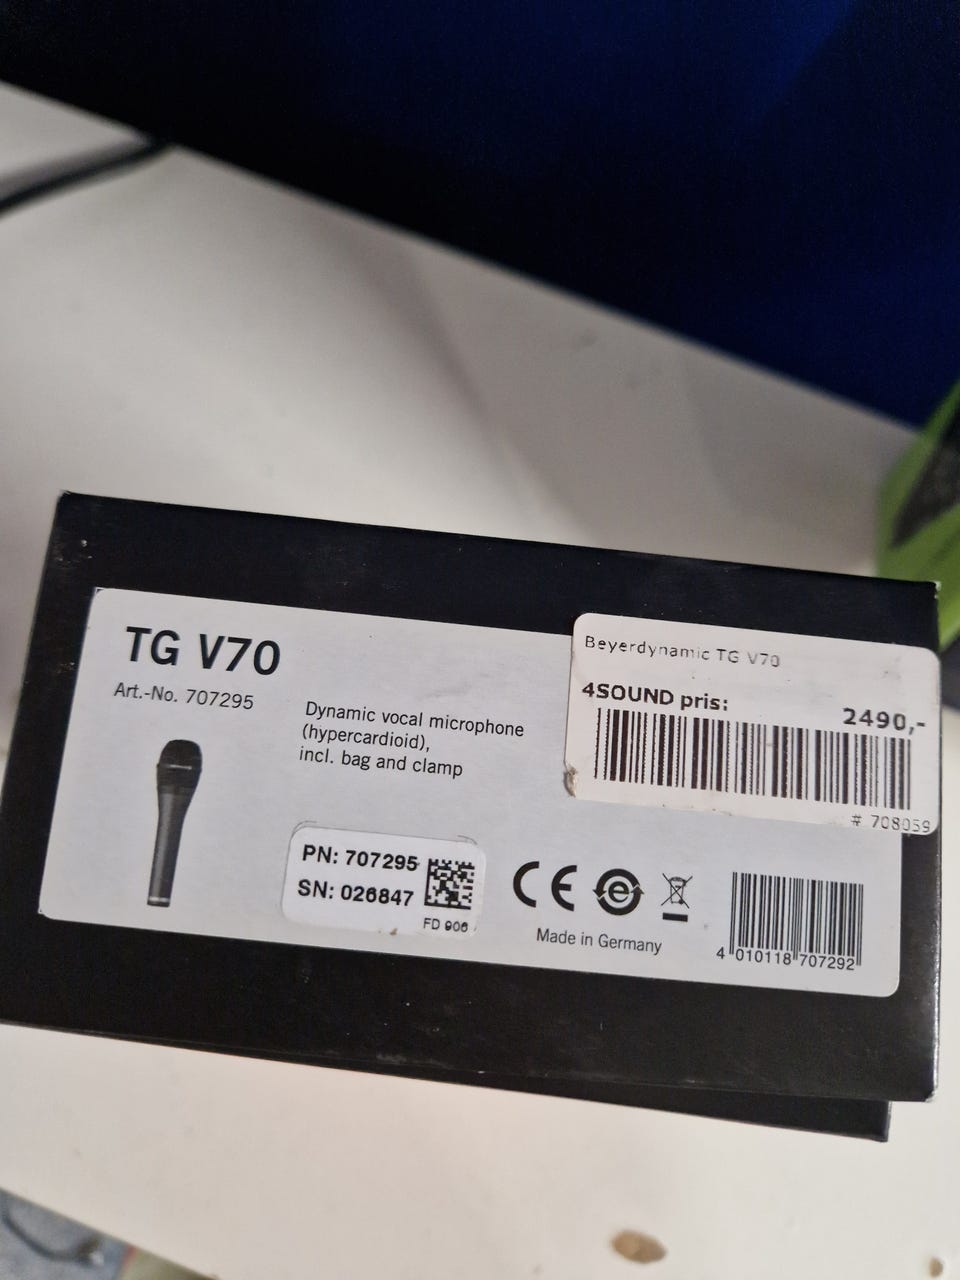 TG V70
Art.-No. 707295
Dynamic vocal microphone
(hypercardioid),
incl. bag and clamp
Beyerdynamic TG V70
4SOUND pris:
2490,-
# 708059
PN: 707295
SN: 026847
FD 906
CE
e
Made in Germany
4 010118 707292